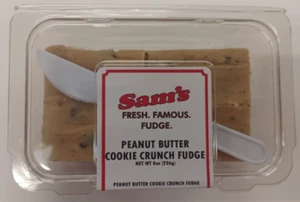 Sam's
FRESH. FAMOUS.
FUDGE.
PEANUT BUTTER
COOKIE CRUNCH FUDGE
NET WT 8oz (226g)
PEANUT BUTTER COOKIE CRUNCH FUDGE